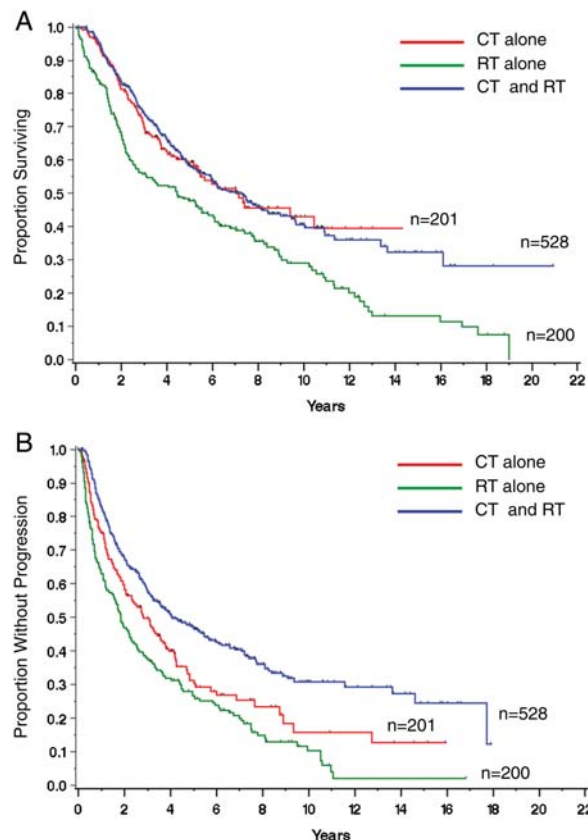 A
CT alone
RT alone
CT and RT
Proportion Surviving
1.0
0.9
0.8
0.7
0.6
0.5
0.4
0.3
0.2
0.1
0.0
n=201
n=528
n=200
0 2 4 6 8 10 12 14 16 18 20 22
Years
B
CT alone
RT alone
CT and RT
Proportion Without Progression
1.0
0.9
0.8
0.7
0.6
0.5
0.4
0.3
0.2
0.1
0.0
n=528
n=201
n=200
0 2 4 6 8 10 12 14 16 18 20 22
Years